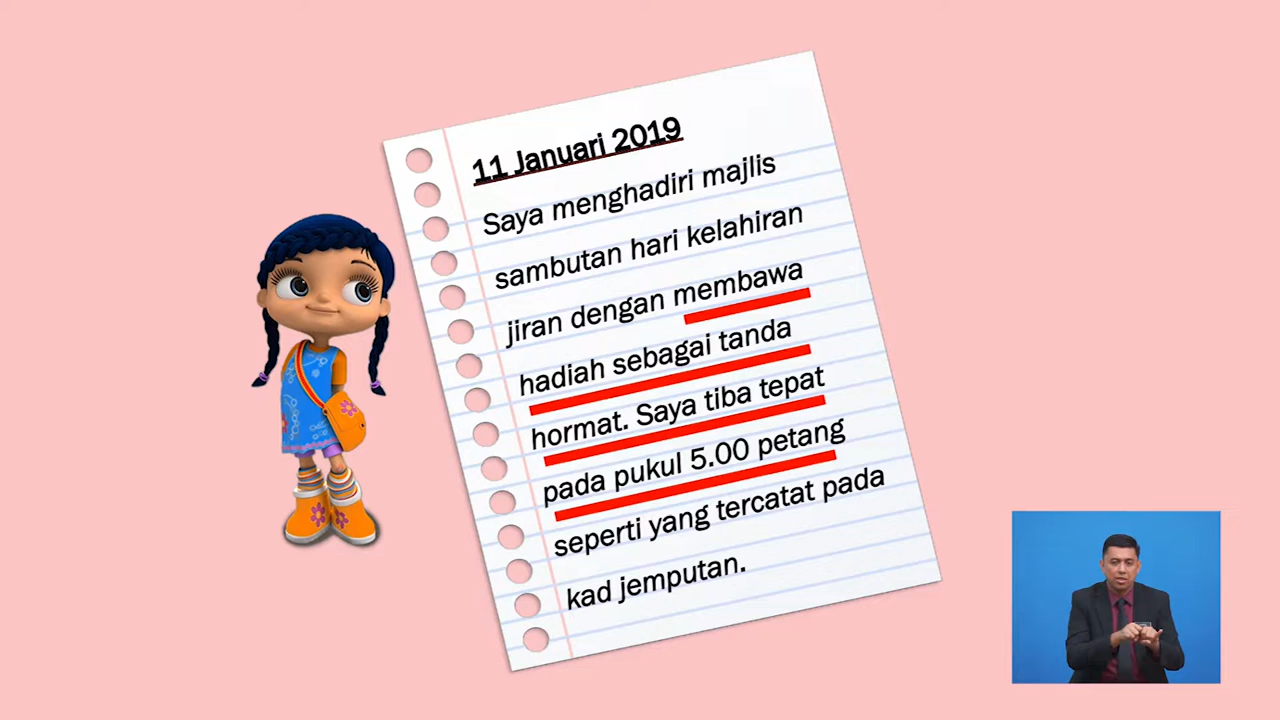 11 Januari 2019
Saya menghadiri majlis
sambutan hari kelahiran
jiran dengan membawa
hadiah sebagai tanda
hormat. Saya tiba tepat
pada pukul 5.00 petang
seperti yang tercatat pada
kad jemputan.